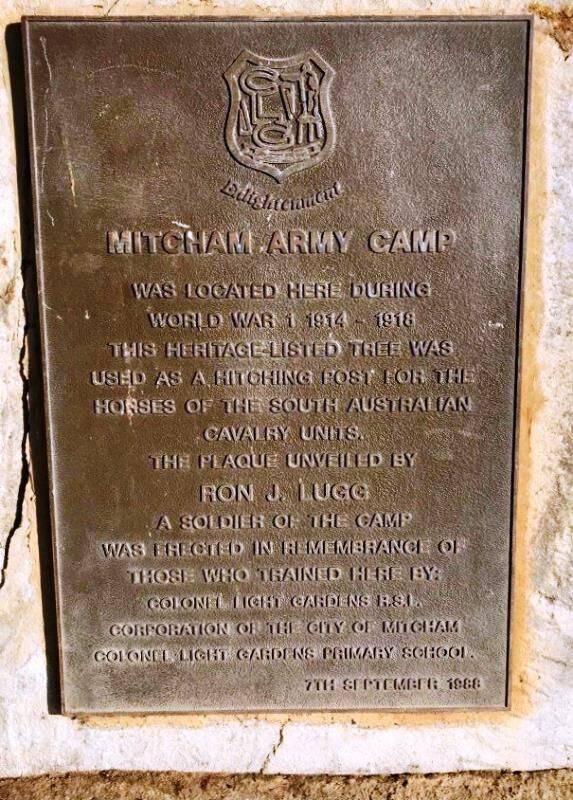 Enlightenment
MITCHAM ARMY CAMP
WAS LOCATED HERE DURING
WORLD WAR 1 1914 - 1918
THIS HERITAGE-LISTED TREE WAS
USED AS A HITCHING POST FOR THE
HORSES OF THE SOUTH AUSTRALIAN
CAVALRY UNITS.
THE PLAQUE UNVEILED BY
RON J. LUGG
A SOLDIER OF THE CAMP
WAS ERECTED IN REMEMBRANCE OF
THOSE WHO TRAINED HERE BY:
COLONEL LIGHT GARDENS R.S.L.
CORPORATION OF THE CITY OF MITCHAM
COLONEL LIGHT GARDENS PRIMARY SCHOOL.
7TH SEPTEMBER 1988